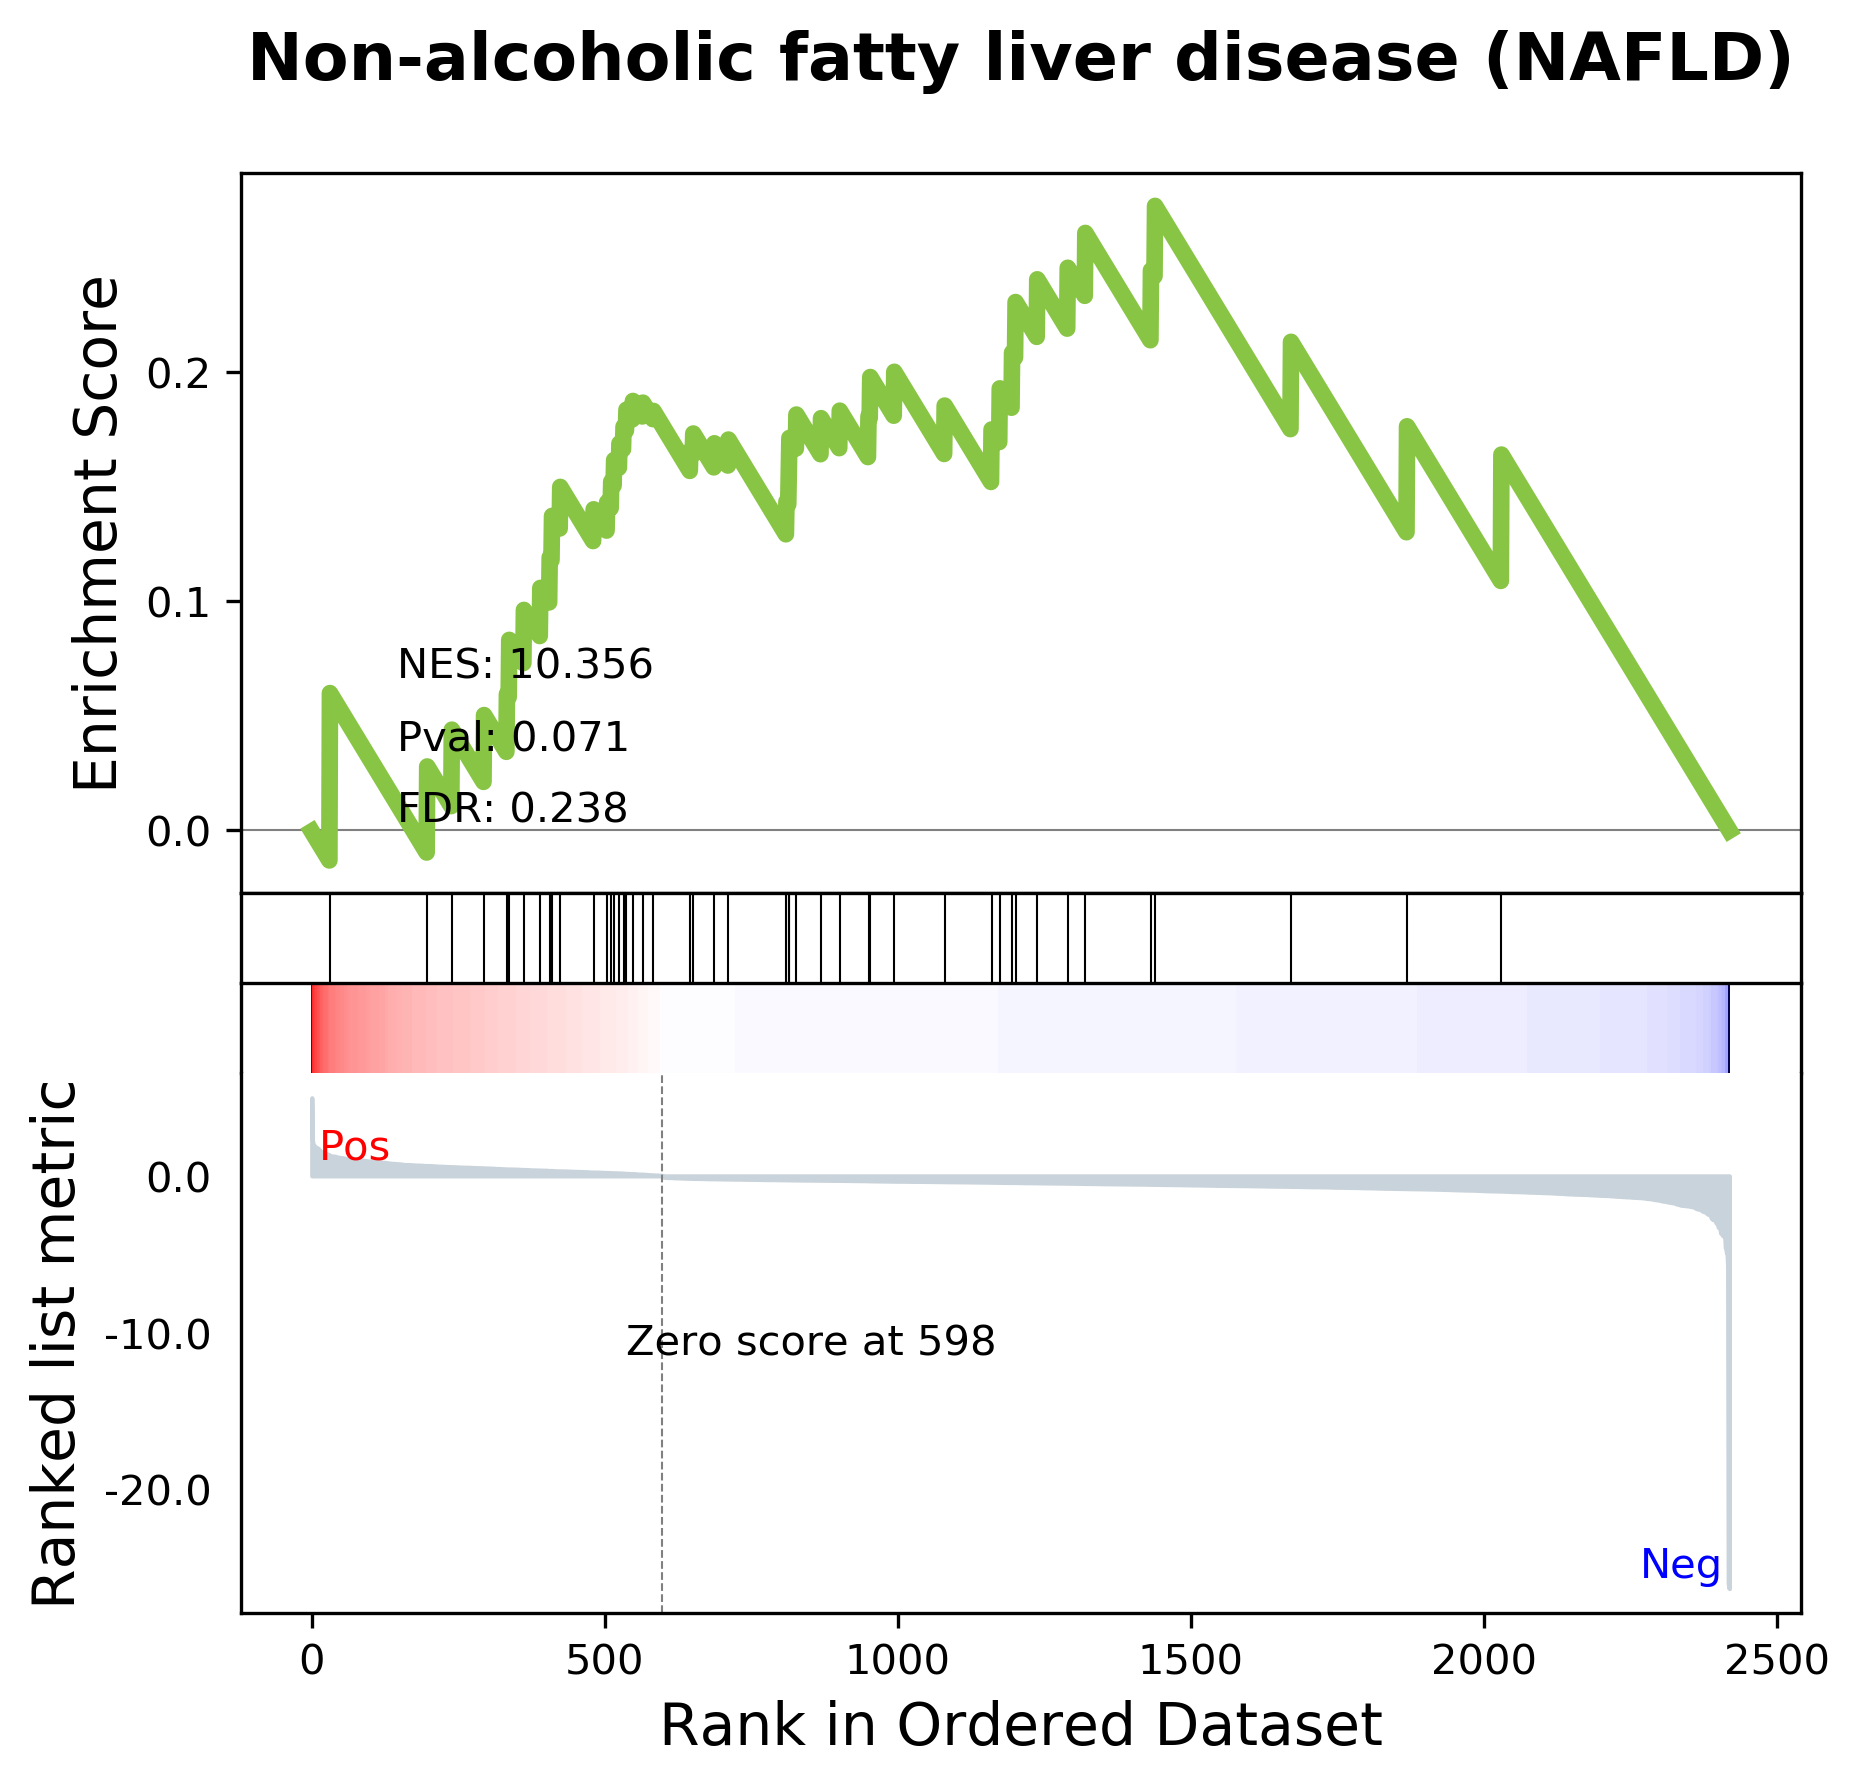 Non-alcoholic fatty liver disease (NAFLD)
Enrichment Score
0.2
0.1
0.0
NES: 10.356
Pval: 0.071
FDR: 0.238
Ranked list metric
0.0
-10.0
-20.0
Pos
Zero score at 598
Neg
0 500 1000 1500 2000 2500
Rank in Ordered Dataset